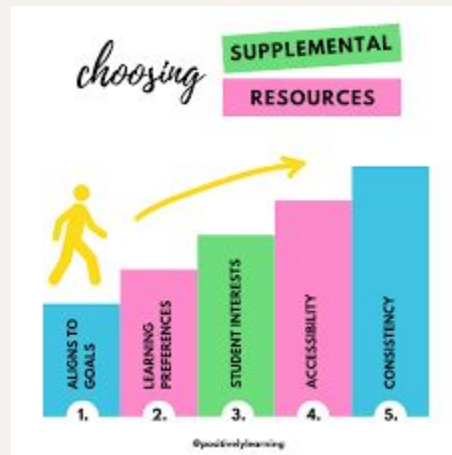 choosing
SUPPLEMENTAL
RESOURCES
ALIGNS TO
GOALS
LEARNING
PREFERENCES
STUDENT INTERESTS
ACCESSIBILITY
CONSISTENCY
1.
2.
3.
4.
5.
@positivelylearning